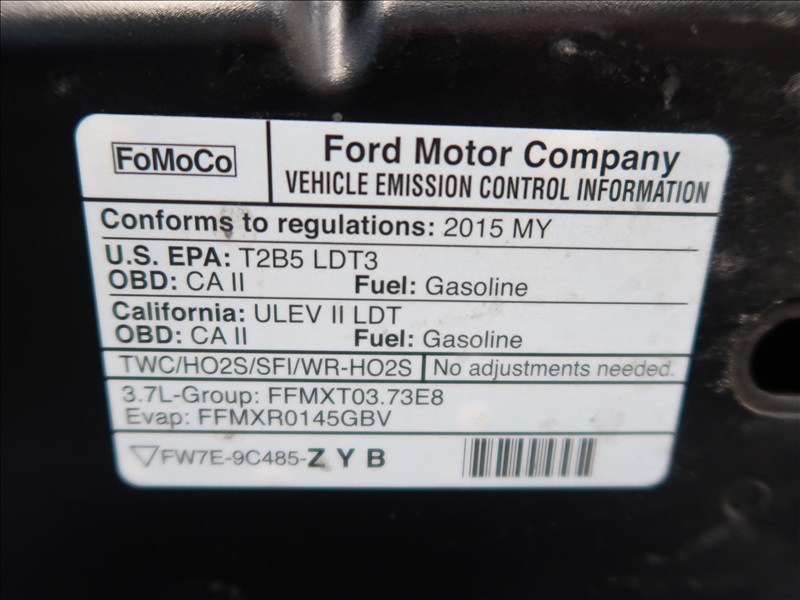 FoMoCo
Ford Motor Company
VEHICLE EMISSION CONTROL INFORMATION
Conforms to regulations: 2015 MY
U.S. EPA: T2B5 LDT3
OBD: CA II Fuel: Gasoline
California: ULEV II LDT
OBD: CA II Fuel: Gasoline
TWC/HO2S/SFI/WR-HO2S No adjustments needed.
3.7L-Group: FFMXT03.73E8
Evap: FFMXR0145GBV
FW7E-9C485-Z Y B